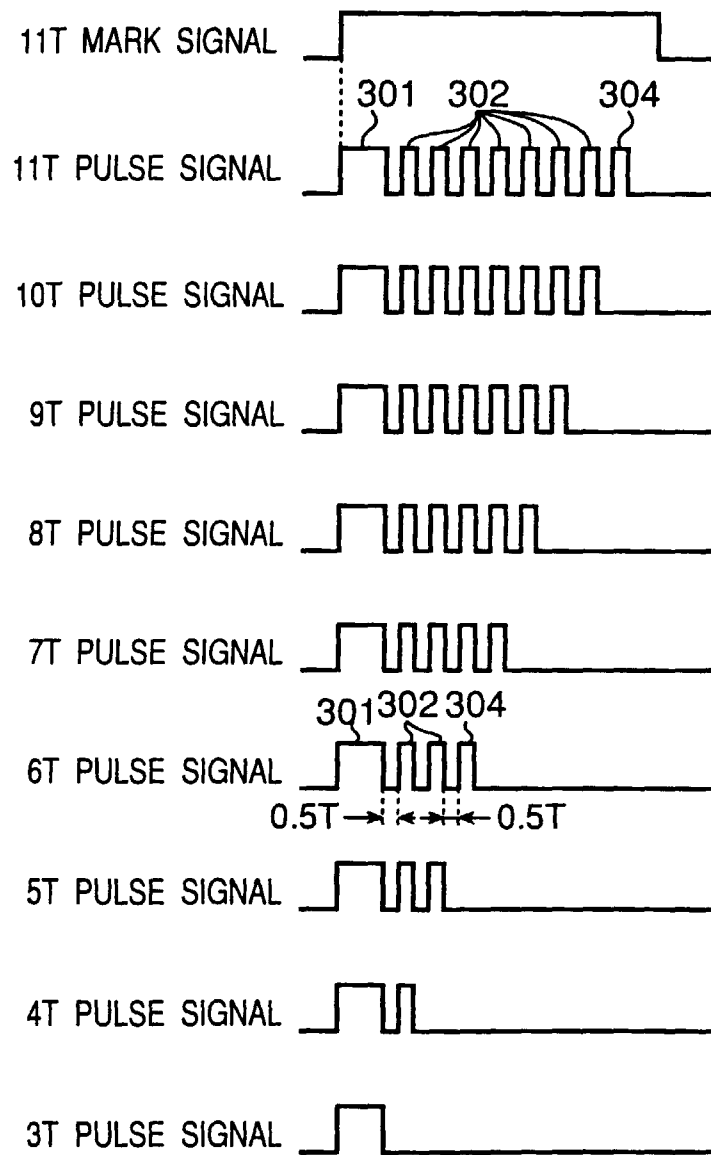 11T MARK SIGNAL
301 302 304
11T PULSE SIGNAL
10T PULSE SIGNAL
9T PULSE SIGNAL
8T PULSE SIGNAL
7T PULSE SIGNAL
301 302 304
6T PULSE SIGNAL
0.5T 0.5T
5T PULSE SIGNAL
4T PULSE SIGNAL
3T PULSE SIGNAL